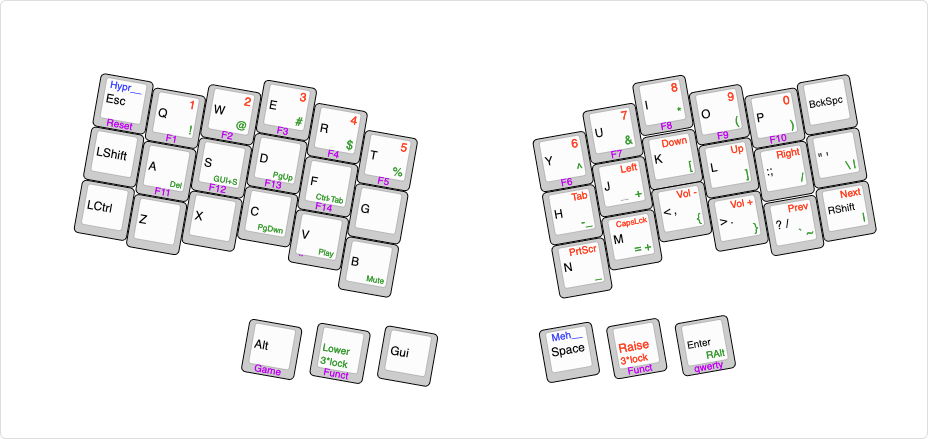 Hypr__
Esc
Reset
Q 1
!
F1
W 2
@
F2
E 3
#
F3
R 4
$
F4
T 5
%
F5
LShift
A
Del
F11
S
GUI+S
F12
D
PgUp
F13
F
Ctrl-Tab
F14
G
LCtrl
Z
X
C
PgDwn
V
Play
B
Mute
Alt
Game
Lower
3*lock
Funct
Gui
Y 6
^
F6
U 7
&
F7
I 8
*
F8
O 9
(
F9
P 0
)
F10
BckSpc
H Tab
_
J Left
_ +
K Down
[
L Up
]
:; Right
/
" '
\ |
N PrtScr
_
M CapsLck
= +
< , Vol -
{
> . Vol +
}
? / Prev
` ~
Next
RShift
|
Meh__
Space
Raise
3*lock
Funct
Enter
RAlt
qwerty